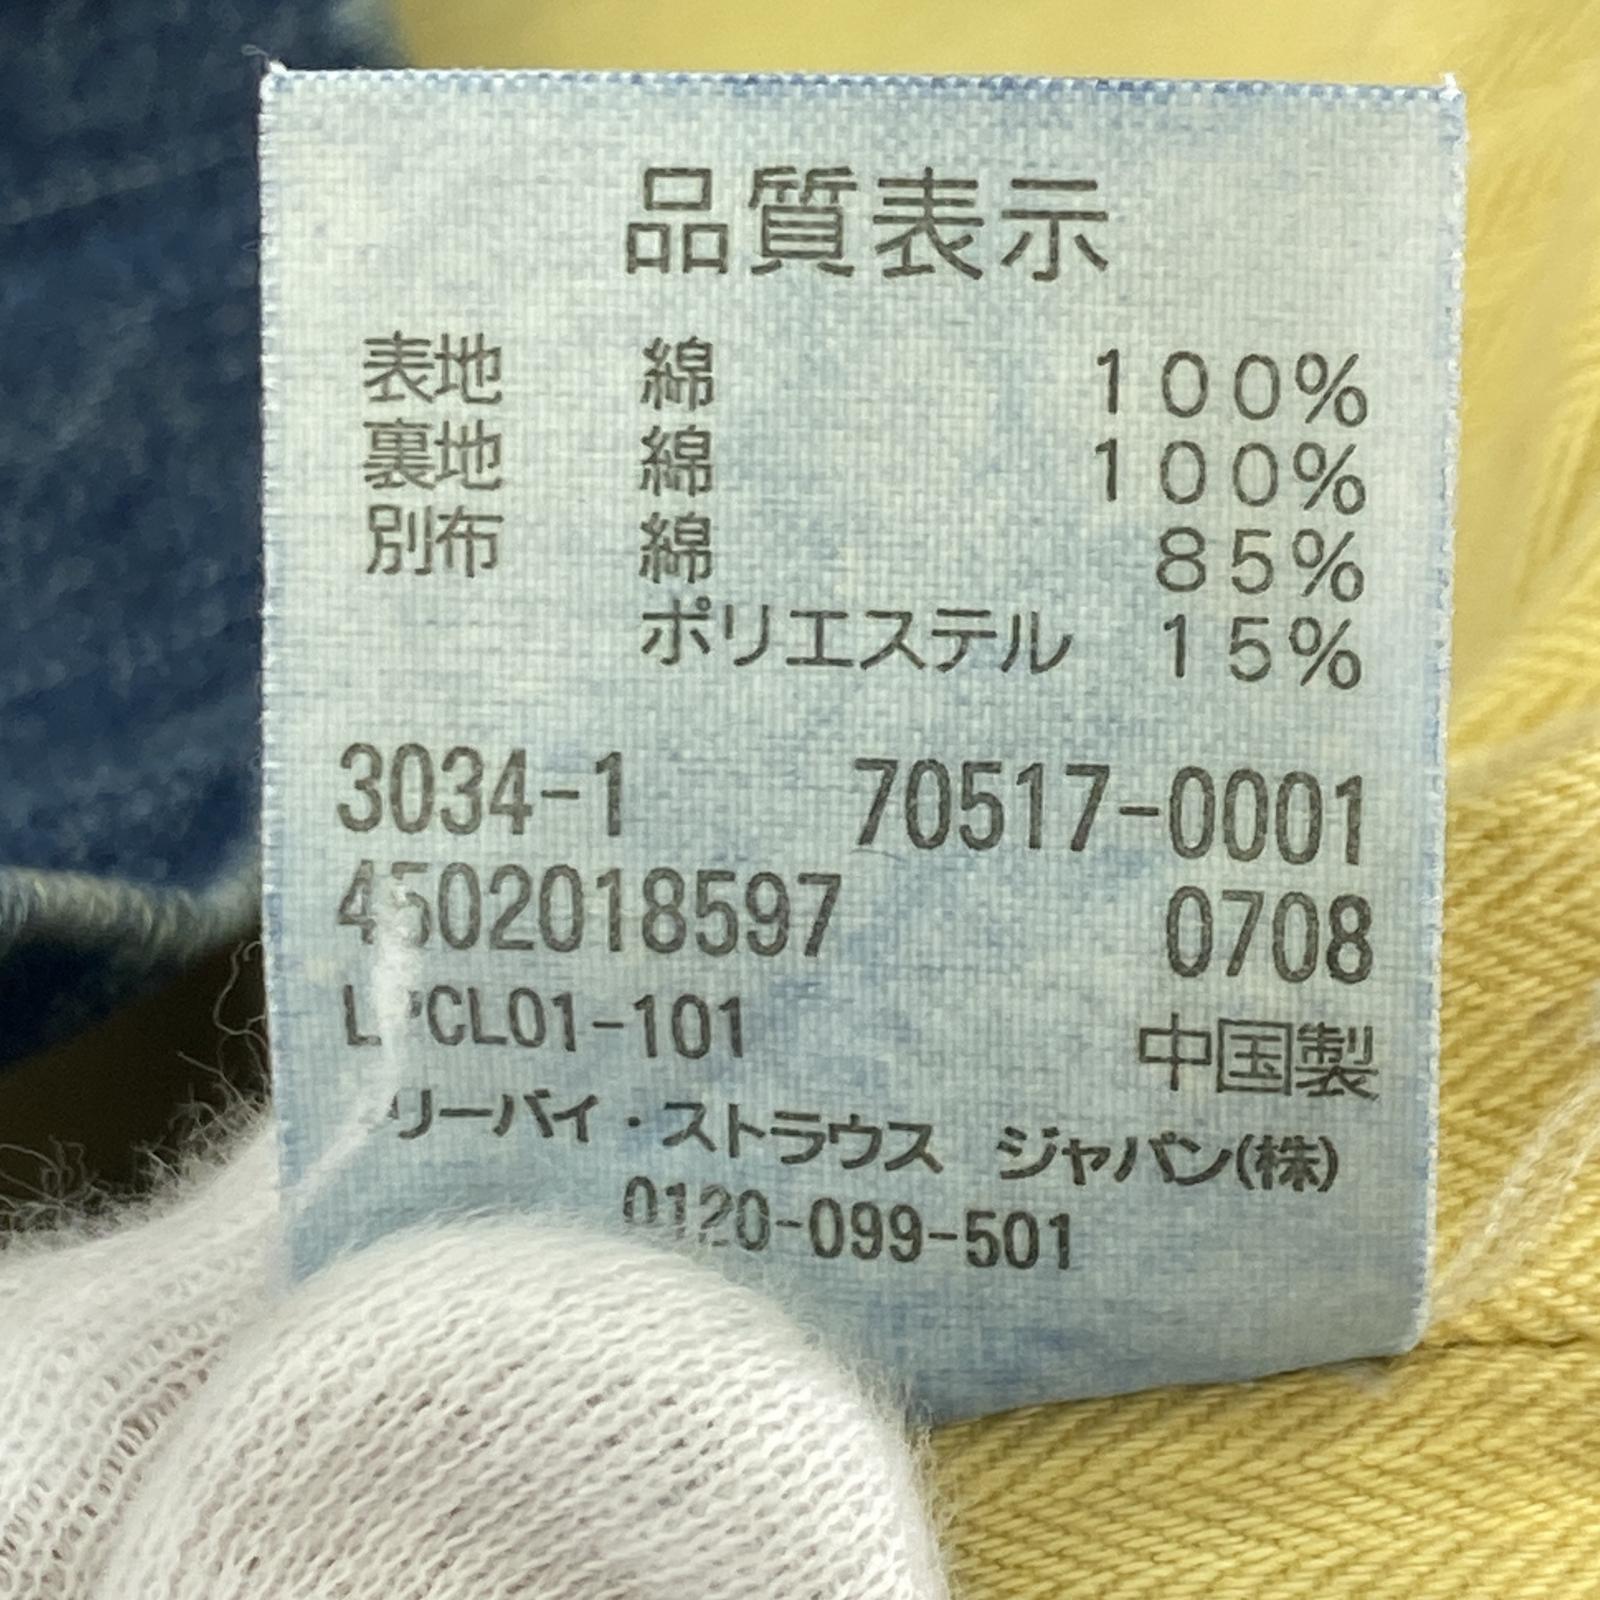 品質表示
表地 綿 100%
裏地 綿 100%
別布 綿 85%
ポリエステル 15%
3034-1 70517-0001
4502018597 0708
中国製
リーバイ・ストラウス ジャパン(株)
0120-099-501